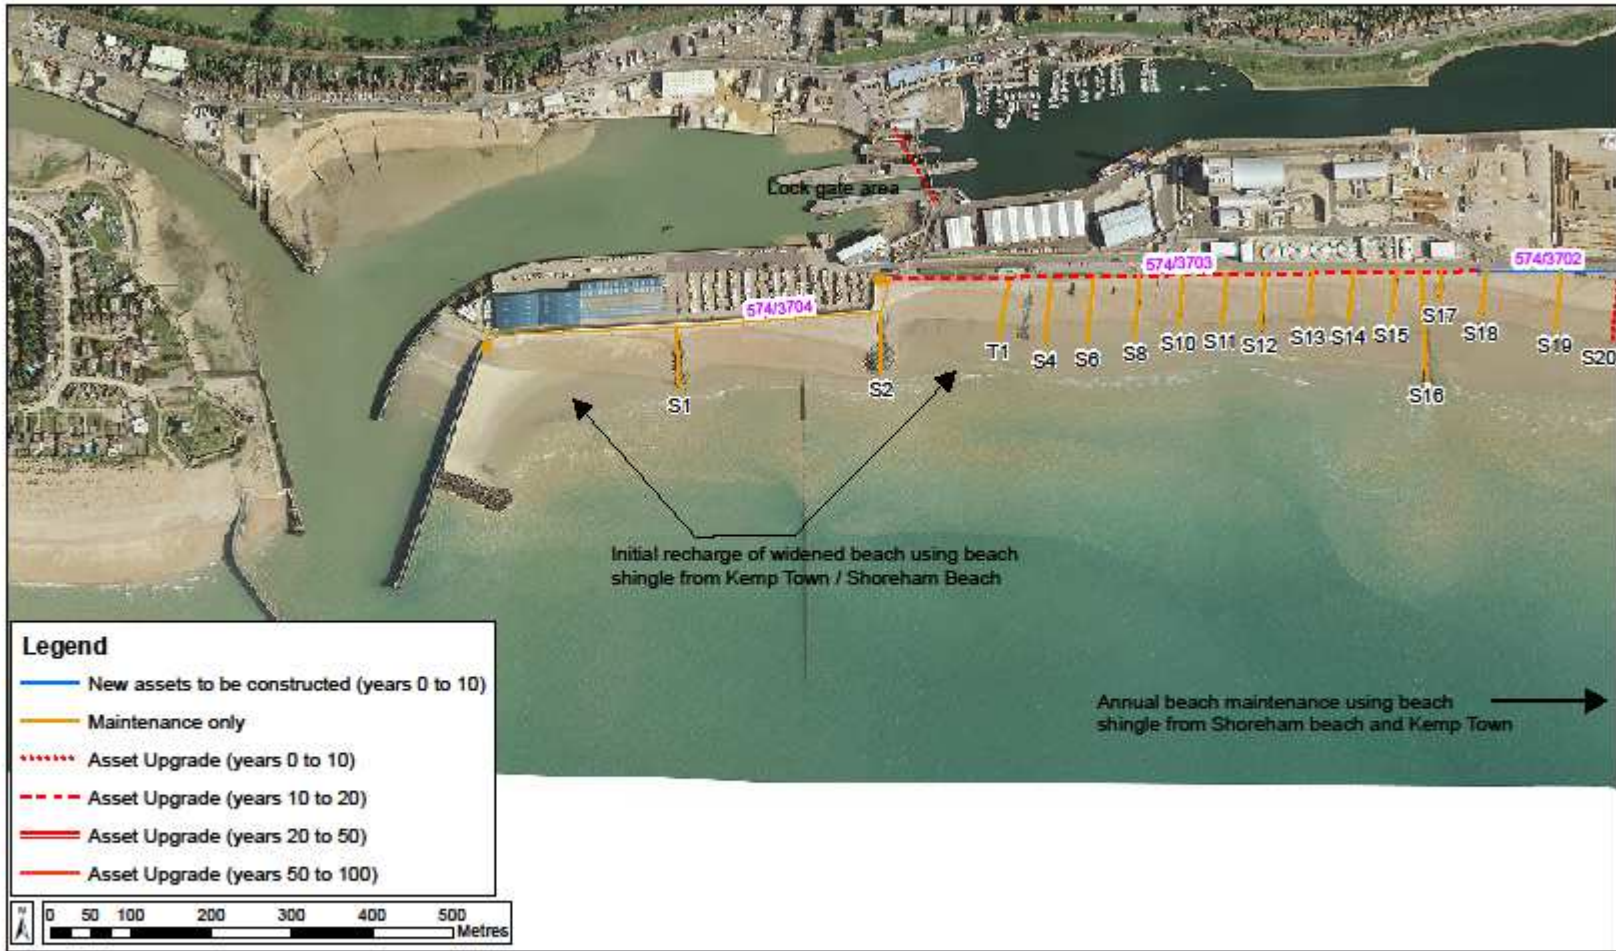 Lock gate area
574/3703
574/3702
574/3704
T1
S4
S6
S8
S10
S11
S12
S13
S14
S15
S17
S18
S19
S20
S1
S2
S16
Initial recharge of widened beach using beach
shingle from Kemp Town / Shoreham Beach
Annual beach maintenance using beach
shingle from Shoreham beach and Kemp Town
Legend
New assets to be constructed (years 0 to 10)
Maintenance only
Asset Upgrade (years 0 to 10)
Asset Upgrade (years 10 to 20)
Asset Upgrade (years 20 to 50)
Asset Upgrade (years 50 to 100)
N
0 50 100 200 300 400 500
Metres